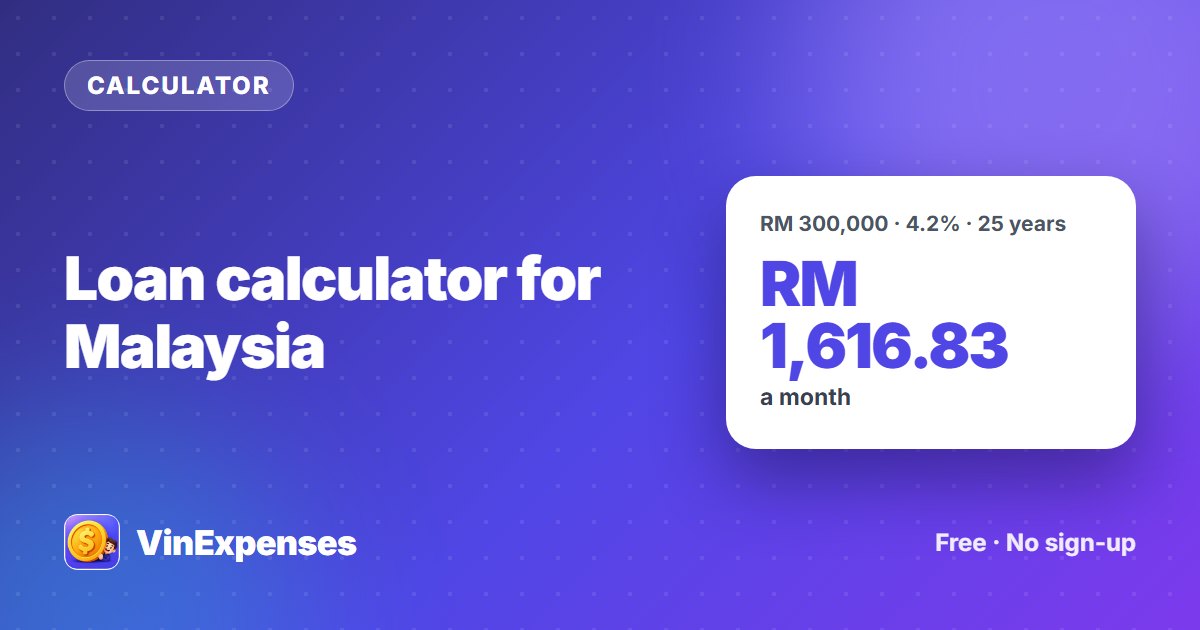 CALCULATOR
Loan calculator for
Malaysia
RM 300,000 · 4.2% · 25 years
RM
1,616.83
a month
$
VinExpenses
Free · No sign-up